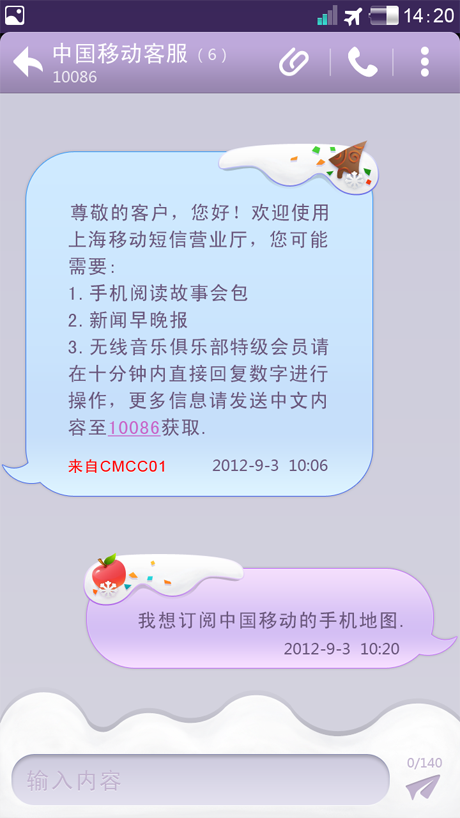 14:20
中国移动客服（6）
10086
尊敬的客户，您好！欢迎使用
上海移动短信营业厅，您可能
需要:
1.手机阅读故事会包
2.新闻早晚报
3.无线音乐俱乐部特级会员请
在十分钟内直接回复数字进行
操作，更多信息请发送中文内
容至10086获取.
来自CMCC01 2012-9-3 10:06
我想订阅中国移动的手机地图.
2012-9-3 10:20
0/140
输入内容